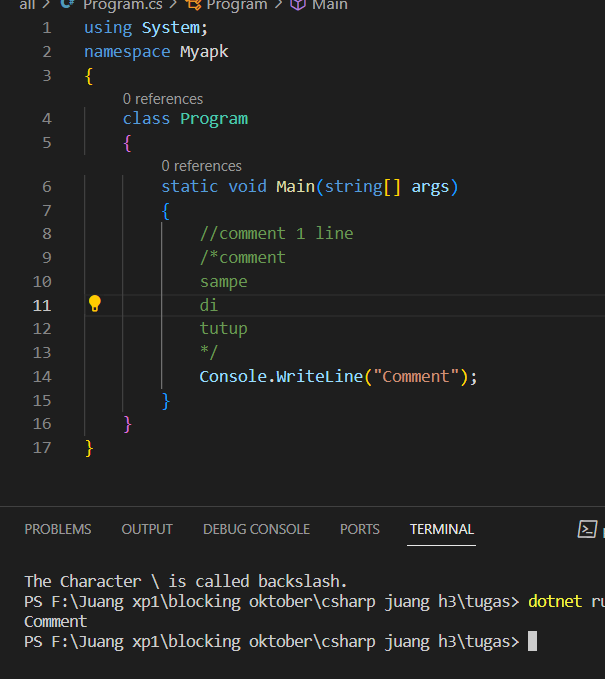 all > Program.cs > Program > Main
1 using System;
2 namespace Myapk
3 {
0 references
4 class Program
5 {
0 references
6 static void Main(string[] args)
7 {
8 //comment 1 line
9 /*comment
10 sampe
11 di
12 tutup
13 */
14 Console.WriteLine("Comment");
15 }
16 }
17 }
PROBLEMS OUTPUT DEBUG CONSOLE PORTS TERMINAL
The Character \ is called backslash.
PS F:\Juang xp1\blocking oktober\csharp juang h3\tugas> dotnet ru
Comment
PS F:\Juang xp1\blocking oktober\csharp juang h3\tugas>